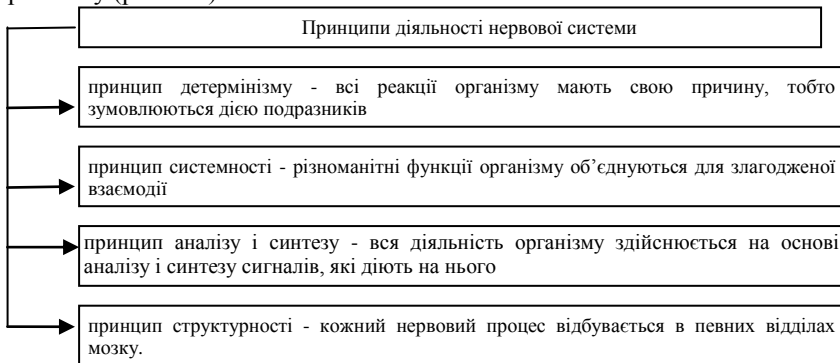 Принципи діяльності нервової системи
принцип детермінізму - всі реакції організму мають свою причину, тобто
зумовлюються дією подразників
принцип системності - різноманітні функції організму об’єднуються для злагодженої
взаємодії
принцип аналізу і синтезу - вся діяльність організму здійснюється на основі
аналізу і синтезу сигналів, які діють на нього
принцип структурності - кожний нервовий процес відбувається в певних відділах
мозку.